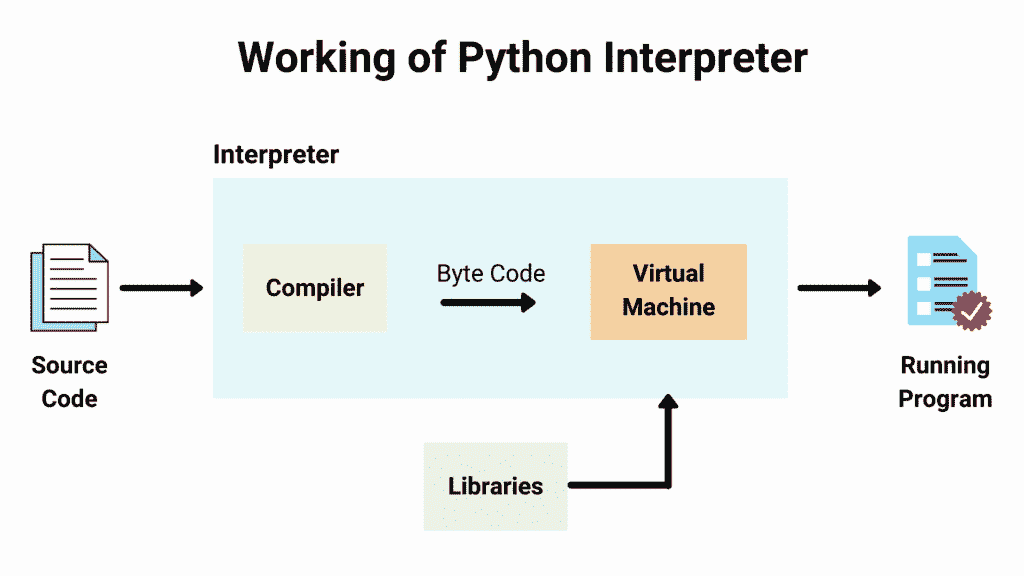 Working of Python Interpreter
Interpreter
Source
Code
Compiler
Byte Code
Virtual
Machine
Running
Program
Libraries